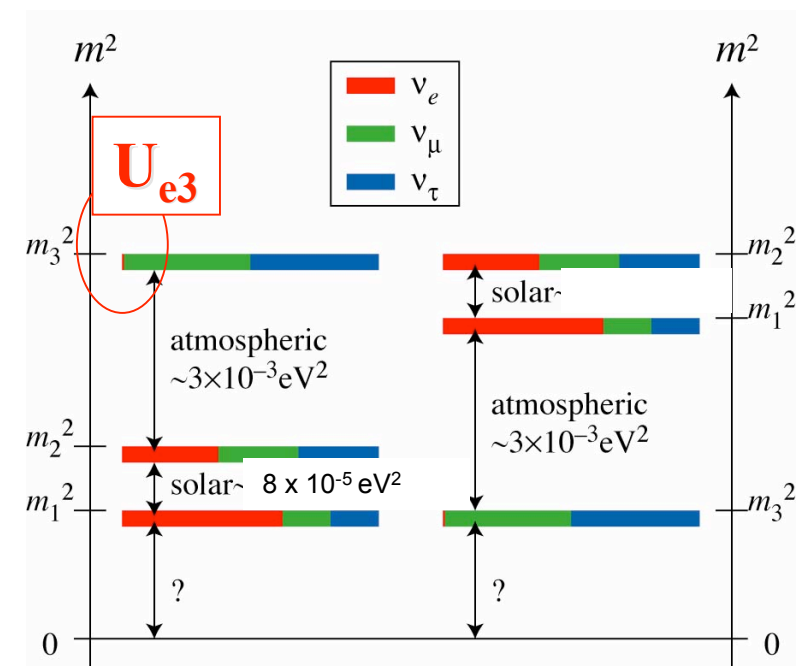 m² m²
νe
νμ
ντ
Ue3
m₃² m₂²
solar~
m₁²
atmospheric
~3×10⁻³eV²
atmospheric
~3×10⁻³eV²
m₂²
solar~ 8 x 10⁻⁵ eV²
m₁² m₃²
? ?
0 0